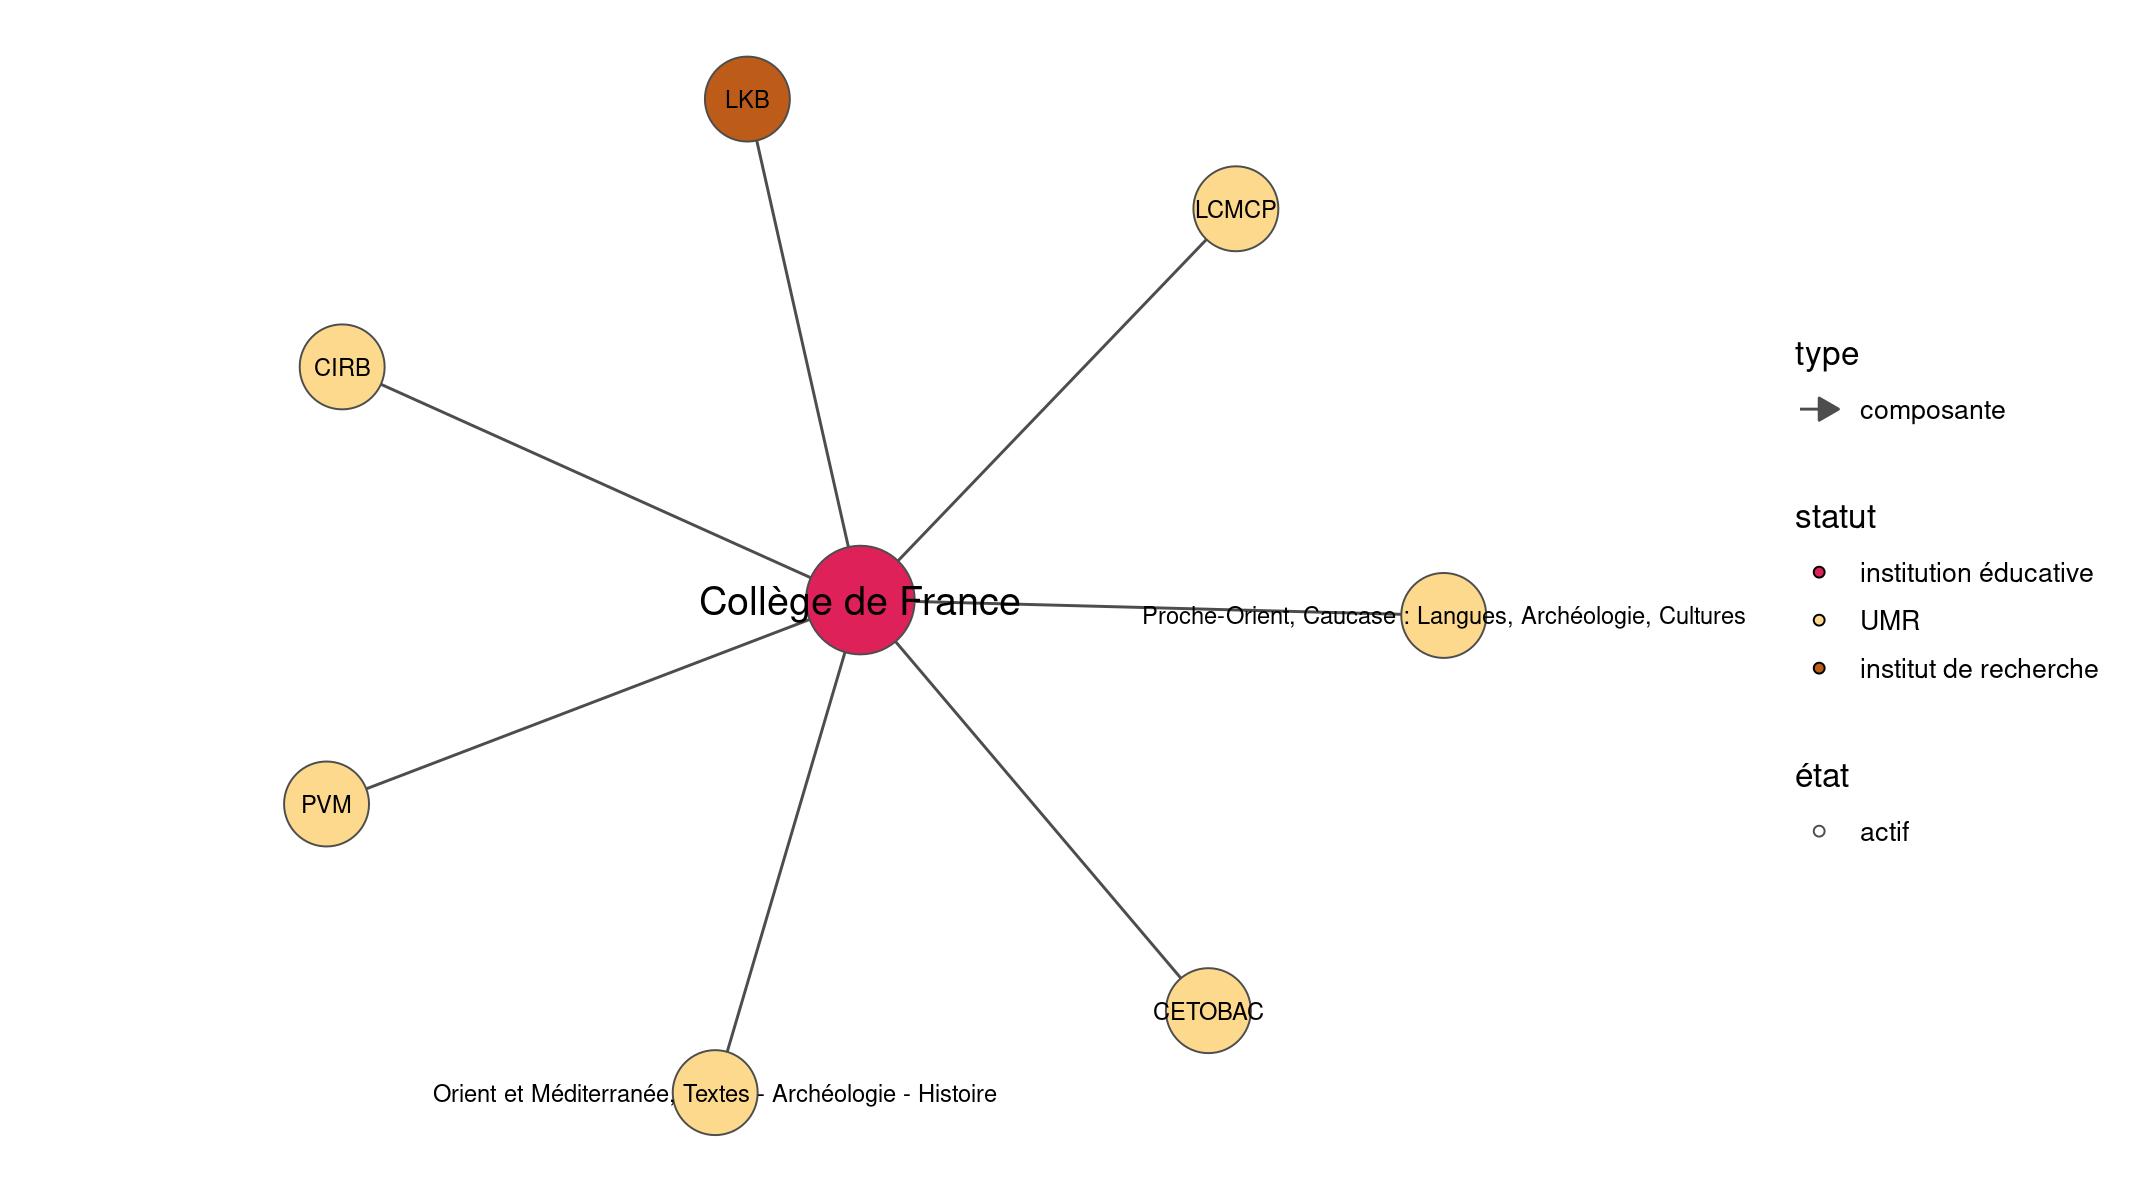 LKB
LCMCP
CIRB
Collège de France
Proche-Orient, Caucase : Langues, Archéologie, Cultures
PVM
CETOBAC
Orient et Méditerranée, Textes - Archéologie - Histoire
type
composante
statut
institution éducative
UMR
institut de recherche
état
actif